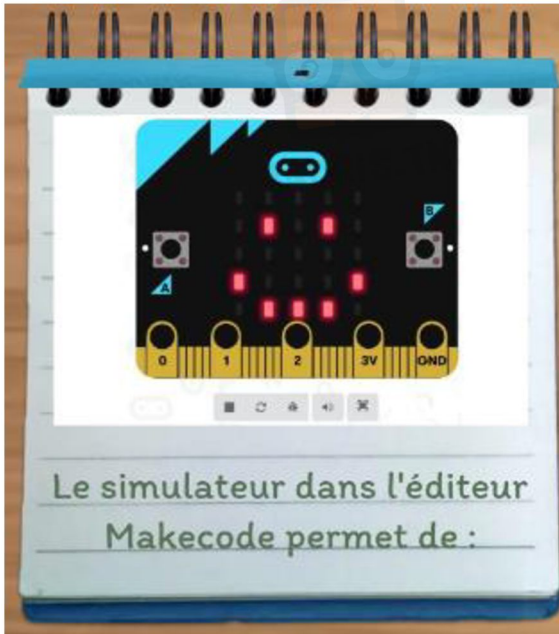 B
A
0 1 2 3V GND
Le simulateur dans l'éditeur
Makecode permet de :